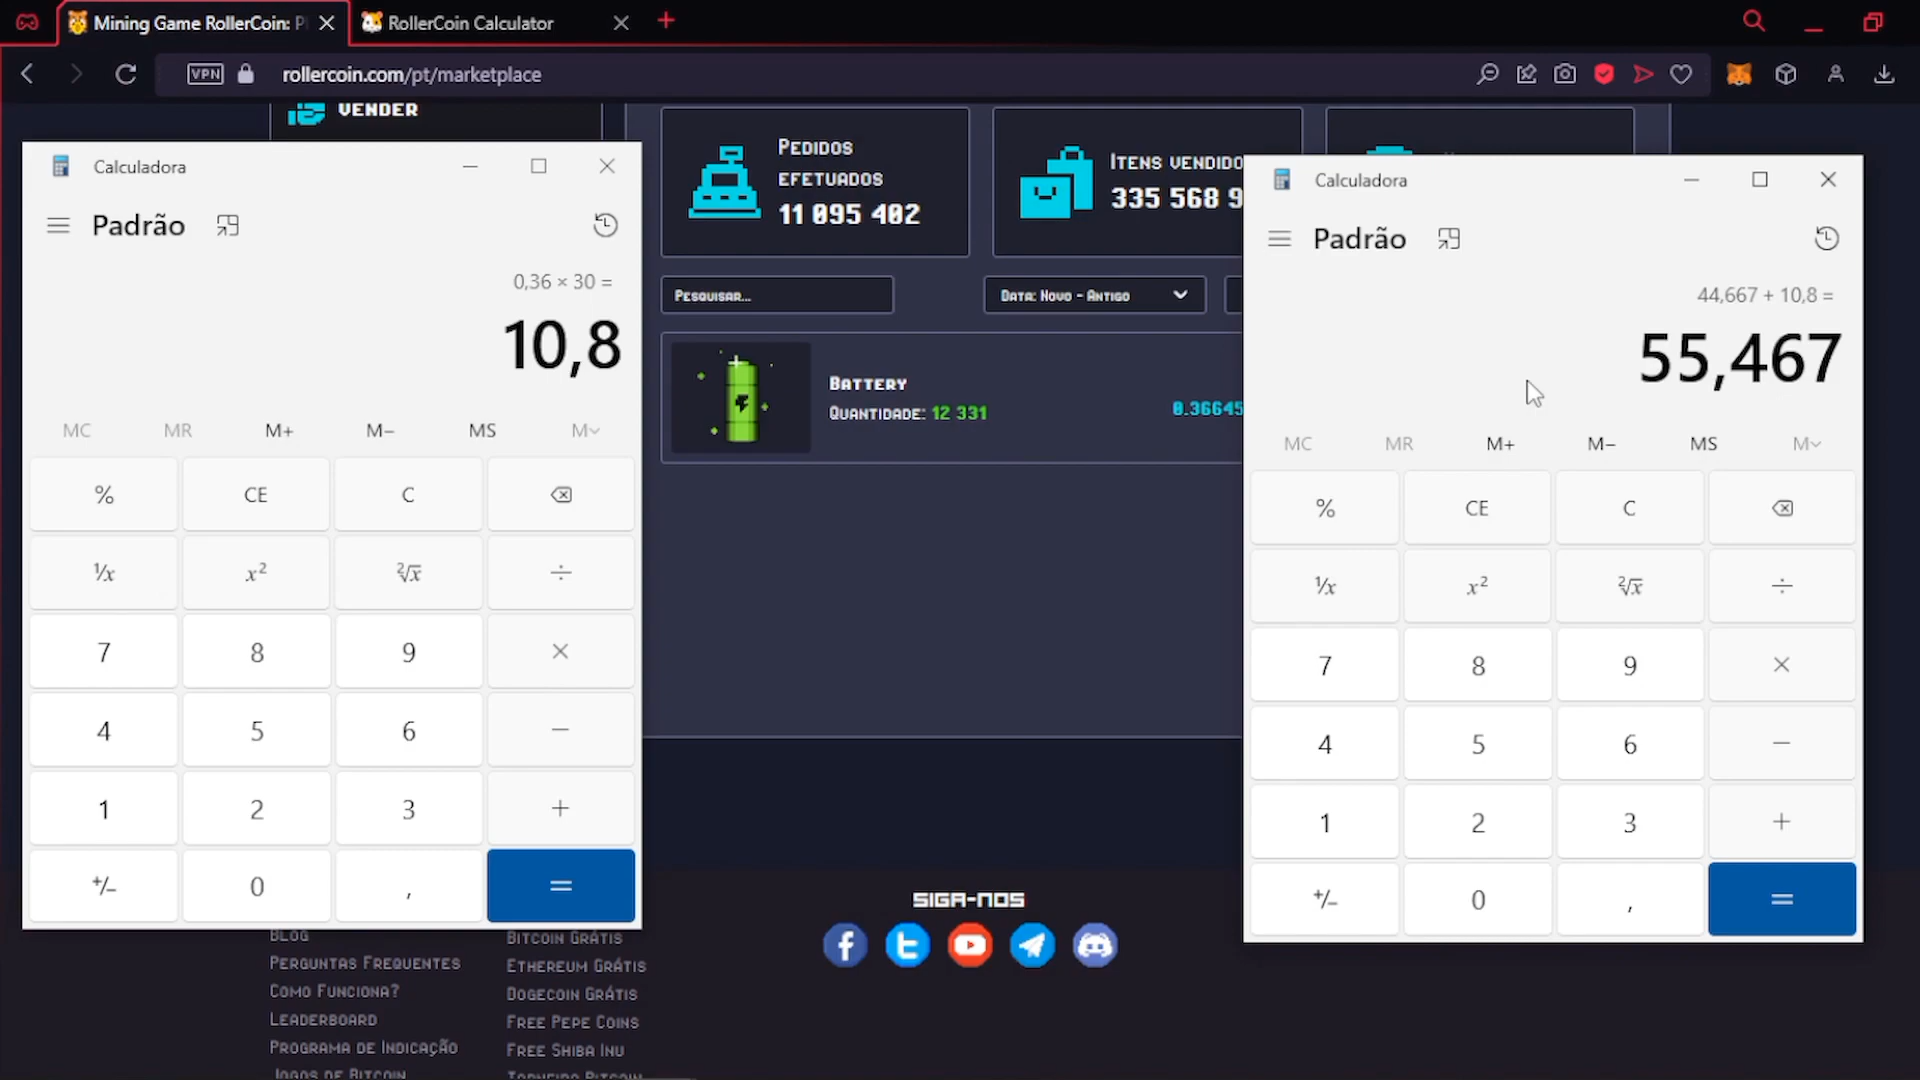 Mining Game RollerCoin:
RollerCoin Calculator
VPN
rollercoin.com/pt/marketplace
VENDER
PEDIDOS
EFETUADOS
11 095 402
ITENS VENDIDO
335 568 9
PESQUISAR...
DATA: NOVO - ANTIGO
BATTERY
QUANTIDADE: 12 331
0.36645
Calculadora
Padrão
0,36 × 30 =
10,8
MC MR M+ M− MS M
% CE C
⅟x x² ²√x ÷
7 8 9 ×
4 5 6 −
1 2 3 +
+/− 0 , =
Calculadora
Padrão
44,667 + 10,8 =
55,467
MC MR M+ M− MS M
% CE C
⅟x x² ²√x ÷
7 8 9 ×
4 5 6 −
1 2 3 +
+/− 0 , =
SIGA-NOS
BLOG
PERGUNTAS FREQUENTES
COMO FUNCIONA?
LEADERBOARD
PROGRAMA DE INDICAÇÃO
JOGOS DE BITCOIN
BITCOIN GRÁTIS
ETHEREUM GRÁTIS
DOGECOIN GRÁTIS
FREE PEPE COINS
FREE SHIBA INU